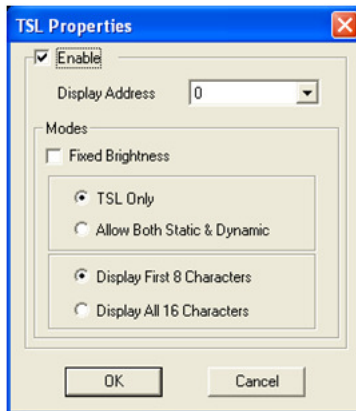 TSL Properties
Enable
Display Address 0
Modes
Fixed Brightness
TSL Only
Allow Both Static & Dynamic
Display First 8 Characters
Display All 16 Characters
OK Cancel